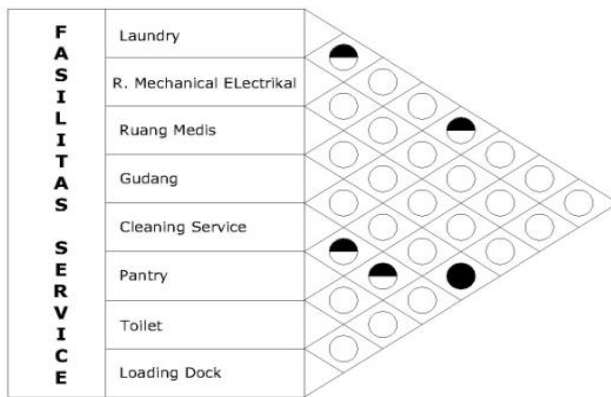 FASILITAS SERVICE
Laundry
R. Mechanical ELectrikal
Ruang Medis
Gudang
Cleaning Service
Pantry
Toilet
Loading Dock